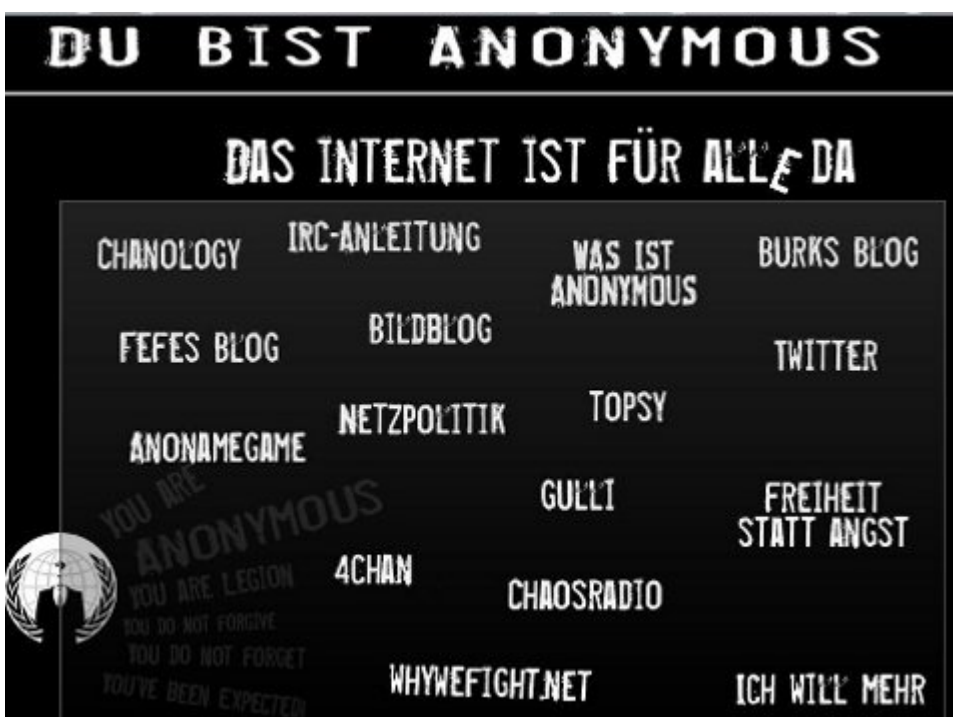 DU BIST ANONYMOUS
DAS INTERNET IST FÜR ALLE DA
CHANOLOGY
IRC-ANLEITUNG
WAS IST
ANONYMOUS
BURKS BLOG
FEFES BLOG
BILDBLOG
TWITTER
ANONAMEGAME
NETZPOLITIK
TOPSY
GULLI
FREIHEIT
STATT ANGST
YOU ARE
ANONYMOUS
YOU ARE LEGION
YOU DO NOT FORGIVE
YOU DO NOT FORGET
YOU'VE BEEN EXPECTED!
4CHAN
CHAOSRADIO
WHYWEFIGHT.NET
ICH WILL MEHR